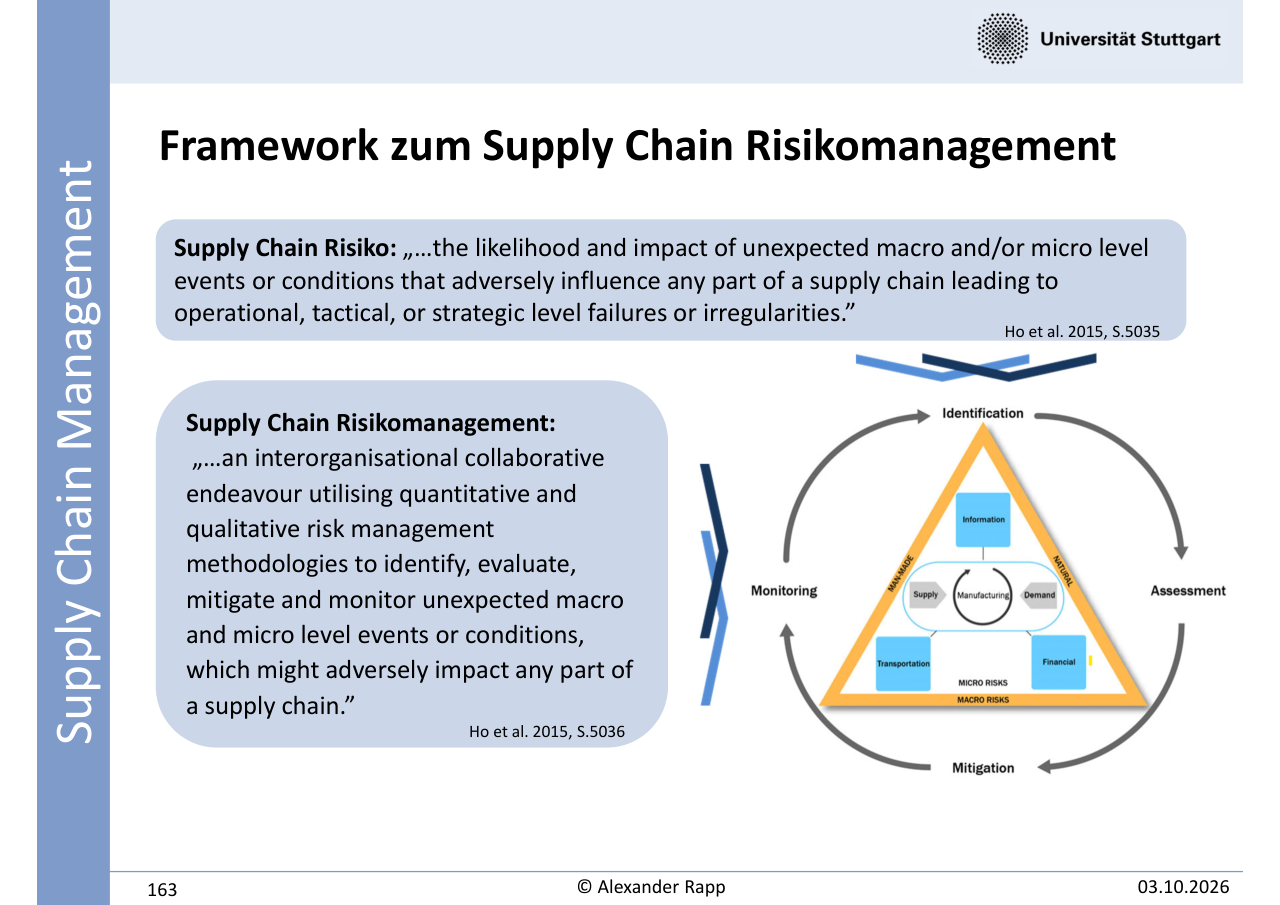 Universität Stuttgart
Supply Chain Management
Framework zum Supply Chain Risikomanagement
Supply Chain Risiko: „…the likelihood and impact of unexpected macro and/or micro level
events or conditions that adversely influence any part of a supply chain leading to
operational, tactical, or strategic level failures or irregularities.”
Ho et al. 2015, S.5035
Supply Chain Risikomanagement:
„…an interorganisational collaborative
endeavour utilising quantitative and
qualitative risk management
methodologies to identify, evaluate,
mitigate and monitor unexpected macro
and micro level events or conditions,
which might adversely impact any part of
a supply chain.”
Ho et al. 2015, S.5036
Identification
Information
MAN-MADE
NATURAL
Monitoring
Supply
Manufacturing
Demand
Assessment
Transportation
Financial
MICRO RISKS
MACRO RISKS
Mitigation
163
© Alexander Rapp
03.10.2026